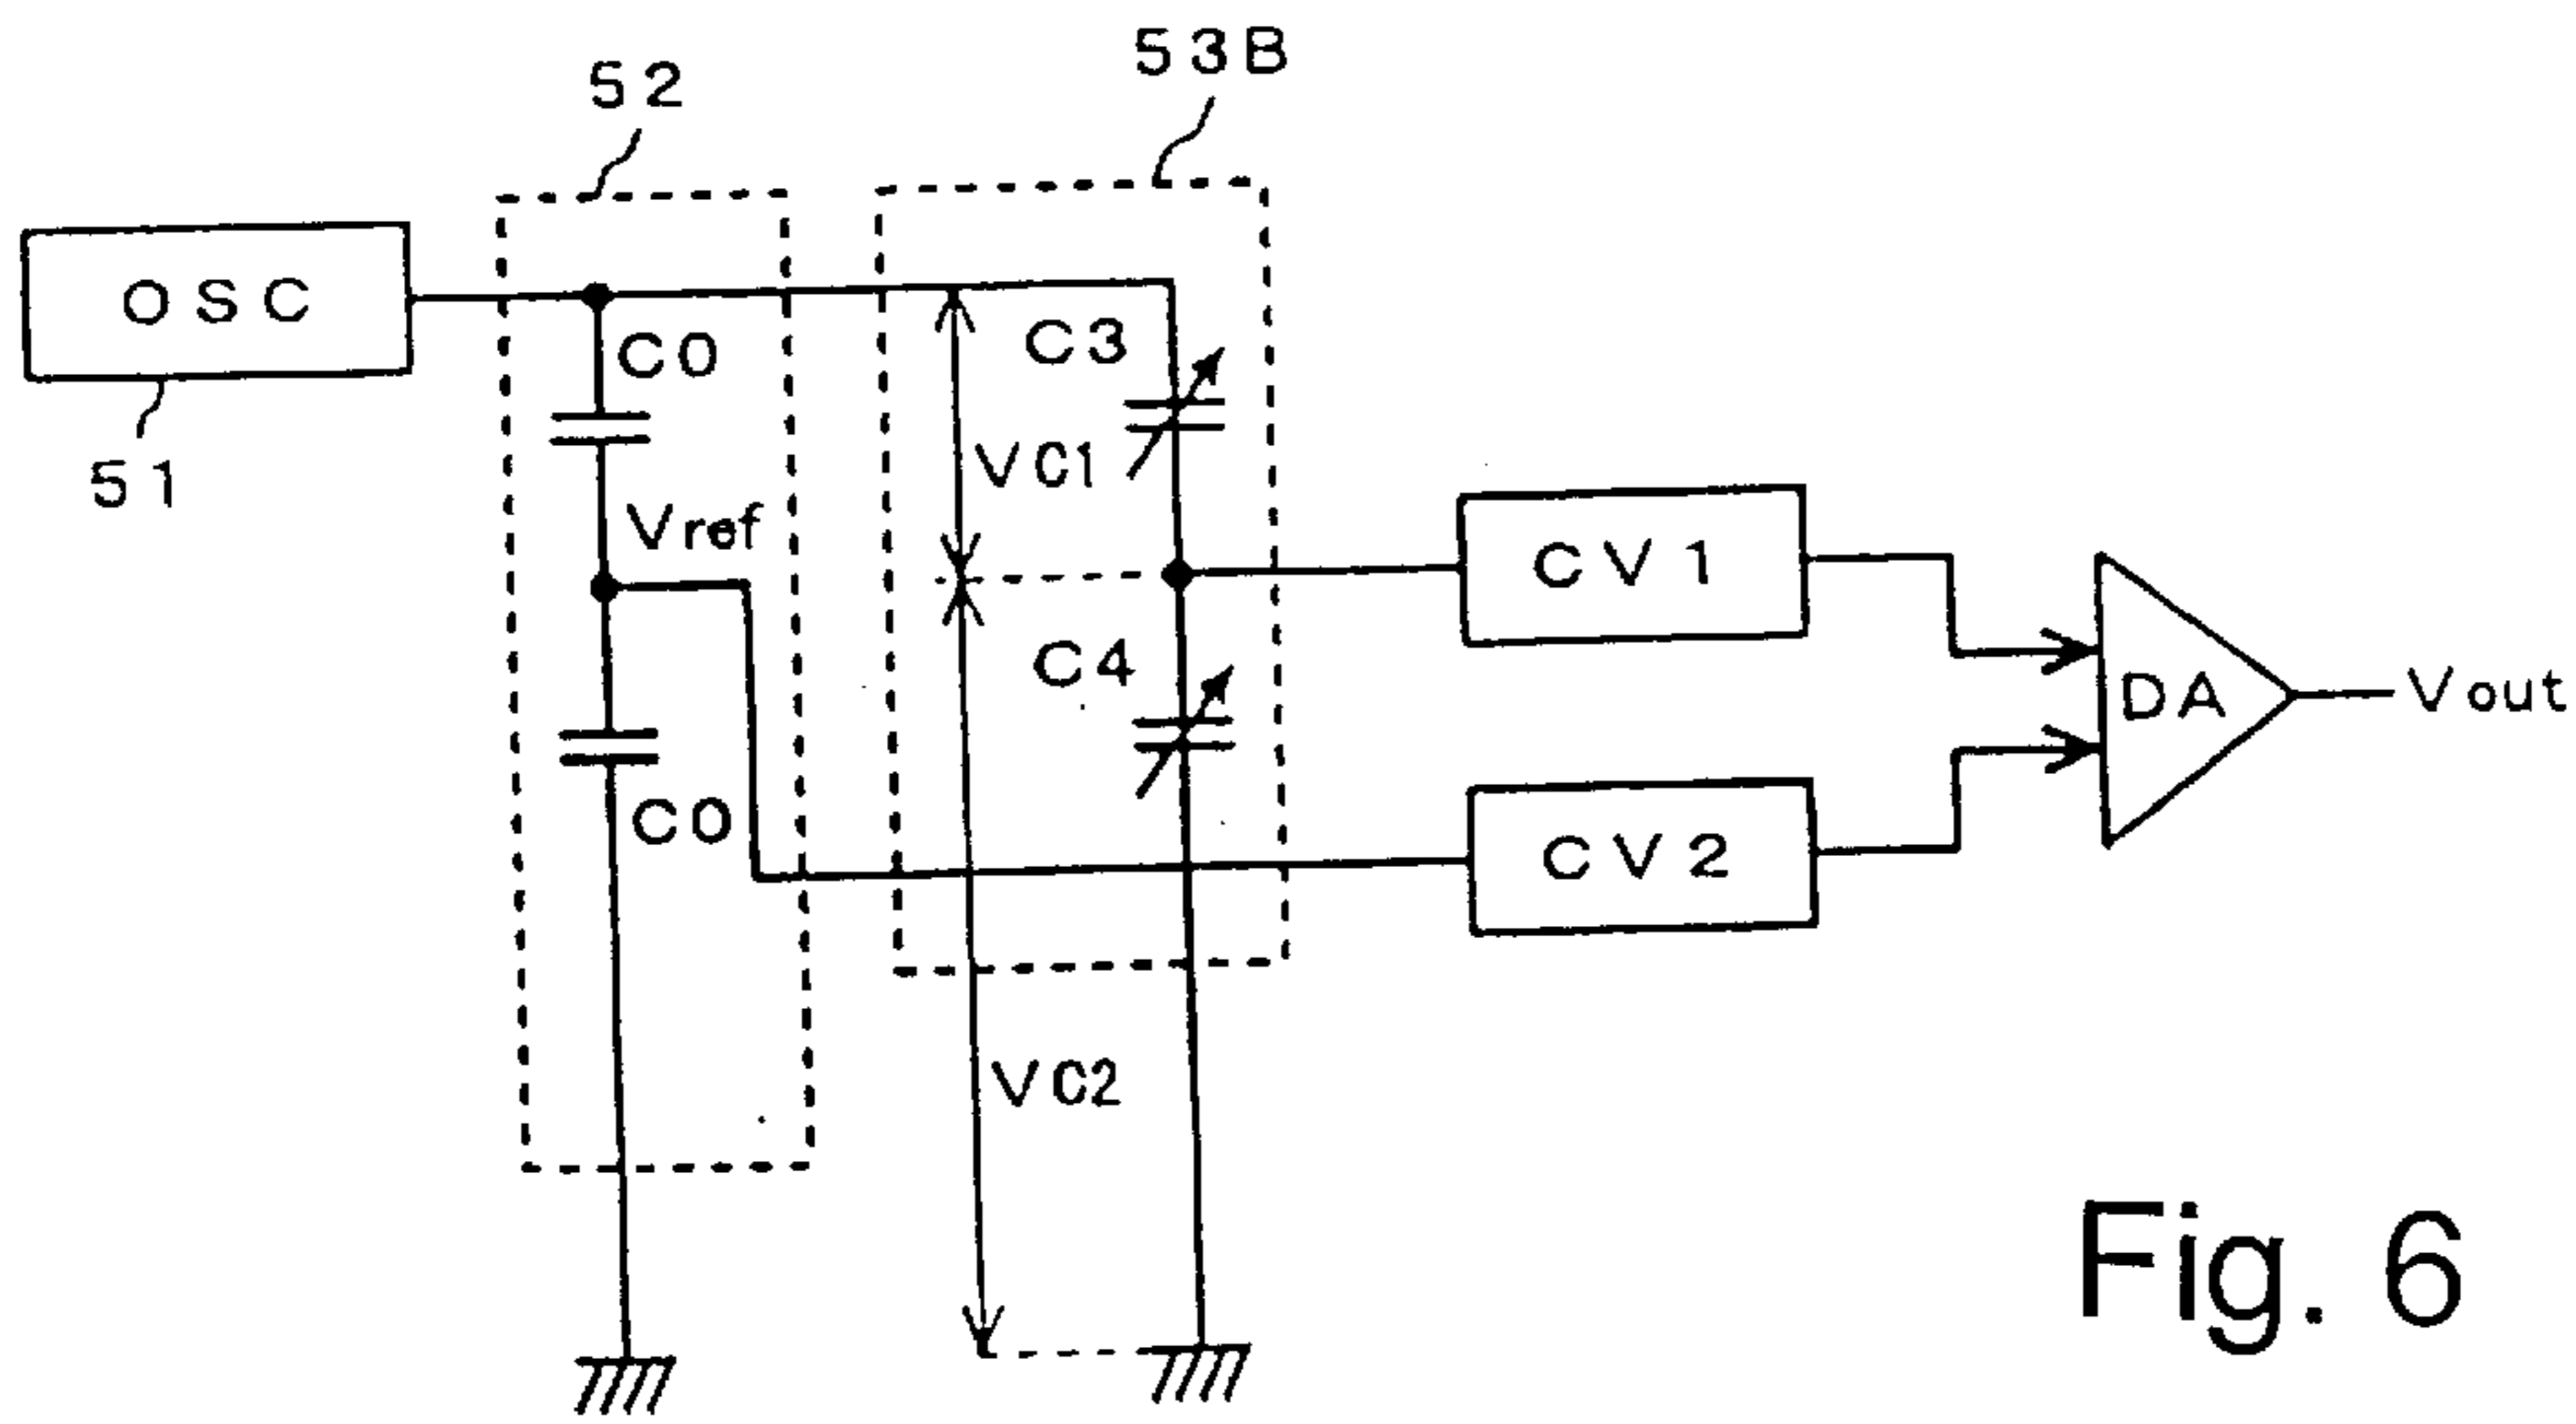 53B
52
OSC
C0
C3
51
VC1
Vref
CV1
C4
DA
Vout
C0
CV2
VC2
Fig. 6